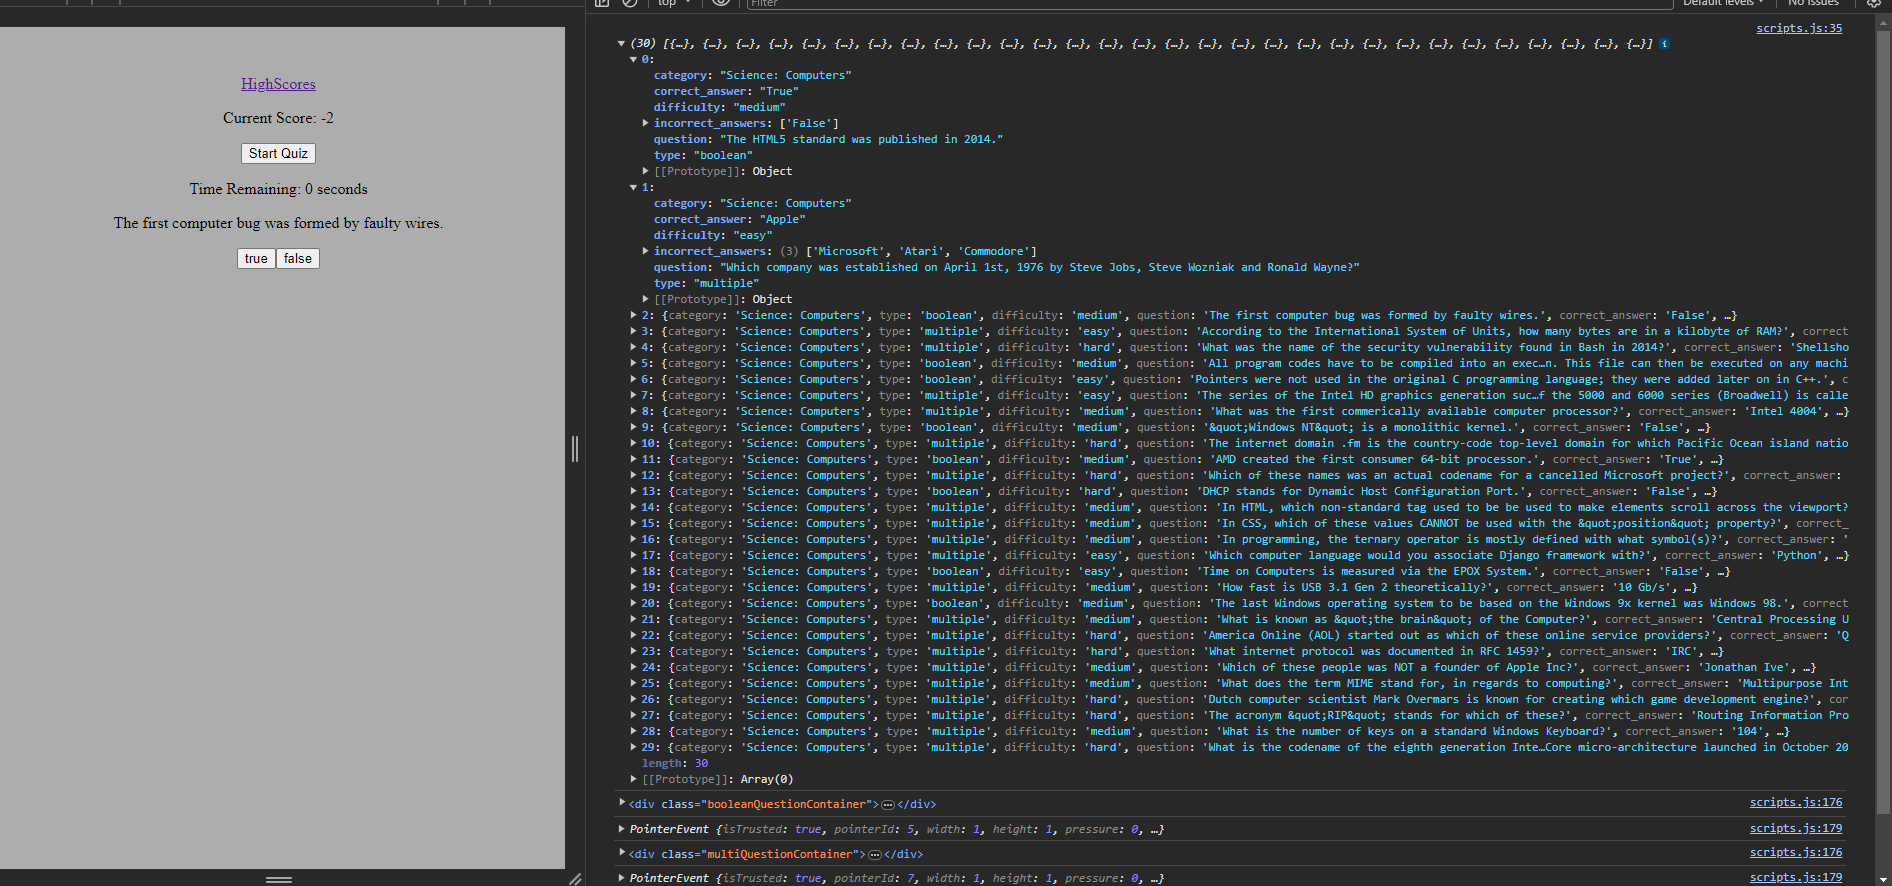 top
Filter
Default levels
No Issues
HighScores
Current Score: -2
Start Quiz
Time Remaining: 0 seconds
The first computer bug was formed by faulty wires.
true false
scripts.js:35
(30) [{…}, {…}, {…}, {…}, {…}, {…}, {…}, {…}, {…}, {…}, {…}, {…}, {…}, {…}, {…}, {…}, {…}, {…}, {…}, {…}, {…}, {…}, {…}, {…}, {…}, {…}, {…}, {…}, {…}, {…}] i
0:
category: "Science: Computers"
correct_answer: "True"
difficulty: "medium"
incorrect_answers: ['False']
question: "The HTML5 standard was published in 2014."
type: "boolean"
[[Prototype]]: Object
1:
category: "Science: Computers"
correct_answer: "Apple"
difficulty: "easy"
incorrect_answers: (3) ['Microsoft', 'Atari', 'Commodore']
question: "Which company was established on April 1st, 1976 by Steve Jobs, Steve Wozniak and Ronald Wayne?"
type: "multiple"
[[Prototype]]: Object
2: {category: 'Science: Computers', type: 'boolean', difficulty: 'medium', question: 'The first computer bug was formed by faulty wires.', correct_answer: 'False', …}
3: {category: 'Science: Computers', type: 'multiple', difficulty: 'easy', question: 'According to the International System of Units, how many bytes are in a kilobyte of RAM?', correct
4: {category: 'Science: Computers', type: 'multiple', difficulty: 'hard', question: 'What was the name of the security vulnerability found in Bash in 2014?', correct_answer: 'Shellsho
5: {category: 'Science: Computers', type: 'boolean', difficulty: 'medium', question: 'All program codes have to be compiled into an exec…n. This file can then be executed on any machi
6: {category: 'Science: Computers', type: 'boolean', difficulty: 'easy', question: 'Pointers were not used in the original C programming language; they were added later on in C++.', c
7: {category: 'Science: Computers', type: 'multiple', difficulty: 'easy', question: 'The series of the Intel HD graphics generation suc…f the 5000 and 6000 series (Broadwell) is calle
8: {category: 'Science: Computers', type: 'multiple', difficulty: 'medium', question: 'What was the first commerically available computer processor?', correct_answer: 'Intel 4004', …}
9: {category: 'Science: Computers', type: 'boolean', difficulty: 'medium', question: '&quot;Windows NT&quot; is a monolithic kernel.', correct_answer: 'False', …}
10: {category: 'Science: Computers', type: 'multiple', difficulty: 'hard', question: 'The internet domain .fm is the country-code top-level domain for which Pacific Ocean island natio
11: {category: 'Science: Computers', type: 'boolean', difficulty: 'medium', question: 'AMD created the first consumer 64-bit processor.', correct_answer: 'True', …}
12: {category: 'Science: Computers', type: 'multiple', difficulty: 'hard', question: 'Which of these names was an actual codename for a cancelled Microsoft project?', correct_answer:
13: {category: 'Science: Computers', type: 'boolean', difficulty: 'hard', question: 'DHCP stands for Dynamic Host Configuration Port.', correct_answer: 'False', …}
14: {category: 'Science: Computers', type: 'multiple', difficulty: 'medium', question: 'In HTML, which non-standard tag used to be be used to make elements scroll across the viewport?
15: {category: 'Science: Computers', type: 'multiple', difficulty: 'medium', question: 'In CSS, which of these values CANNOT be used with the &quot;position&quot; property?', correct_
16: {category: 'Science: Computers', type: 'multiple', difficulty: 'medium', question: 'In programming, the ternary operator is mostly defined with what symbol(s)?', correct_answer: '
17: {category: 'Science: Computers', type: 'multiple', difficulty: 'easy', question: 'Which computer language would you associate Django framework with?', correct_answer: 'Python', …}
18: {category: 'Science: Computers', type: 'boolean', difficulty: 'easy', question: 'Time on Computers is measured via the EPOX System.', correct_answer: 'False', …}
19: {category: 'Science: Computers', type: 'multiple', difficulty: 'medium', question: 'How fast is USB 3.1 Gen 2 theoretically?', correct_answer: '10 Gb/s', …}
20: {category: 'Science: Computers', type: 'boolean', difficulty: 'medium', question: 'The last Windows operating system to be based on the Windows 9x kernel was Windows 98.', correct
21: {category: 'Science: Computers', type: 'multiple', difficulty: 'medium', question: 'What is known as &quot;the brain&quot; of the Computer?', correct_answer: 'Central Processing U
22: {category: 'Science: Computers', type: 'multiple', difficulty: 'hard', question: 'America Online (AOL) started out as which of these online service providers?', correct_answer: 'Q
23: {category: 'Science: Computers', type: 'multiple', difficulty: 'hard', question: 'What internet protocol was documented in RFC 1459?', correct_answer: 'IRC', …}
24: {category: 'Science: Computers', type: 'multiple', difficulty: 'medium', question: 'Which of these people was NOT a founder of Apple Inc?', correct_answer: 'Jonathan Ive', …}
25: {category: 'Science: Computers', type: 'multiple', difficulty: 'medium', question: 'What does the term MIME stand for, in regards to computing?', correct_answer: 'Multipurpose Int
26: {category: 'Science: Computers', type: 'multiple', difficulty: 'hard', question: 'Dutch computer scientist Mark Overmars is known for creating which game development engine?', cor
27: {category: 'Science: Computers', type: 'multiple', difficulty: 'hard', question: 'The acronym &quot;RIP&quot; stands for which of these?', correct_answer: 'Routing Information Pro
28: {category: 'Science: Computers', type: 'multiple', difficulty: 'medium', question: 'What is the number of keys on a standard Windows Keyboard?', correct_answer: '104', …}
29: {category: 'Science: Computers', type: 'multiple', difficulty: 'hard', question: 'What is the codename of the eighth generation Inte…Core micro-architecture launched in October 20
length: 30
[[Prototype]]: Array(0)
<div class="booleanQuestionContainer">…</div> scripts.js:176
PointerEvent {isTrusted: true, pointerId: 5, width: 1, height: 1, pressure: 0, …} scripts.js:179
<div class="multiQuestionContainer">…</div> scripts.js:176
PointerEvent {isTrusted: true, pointerId: 7, width: 1, height: 1, pressure: 0, …} scripts.js:179